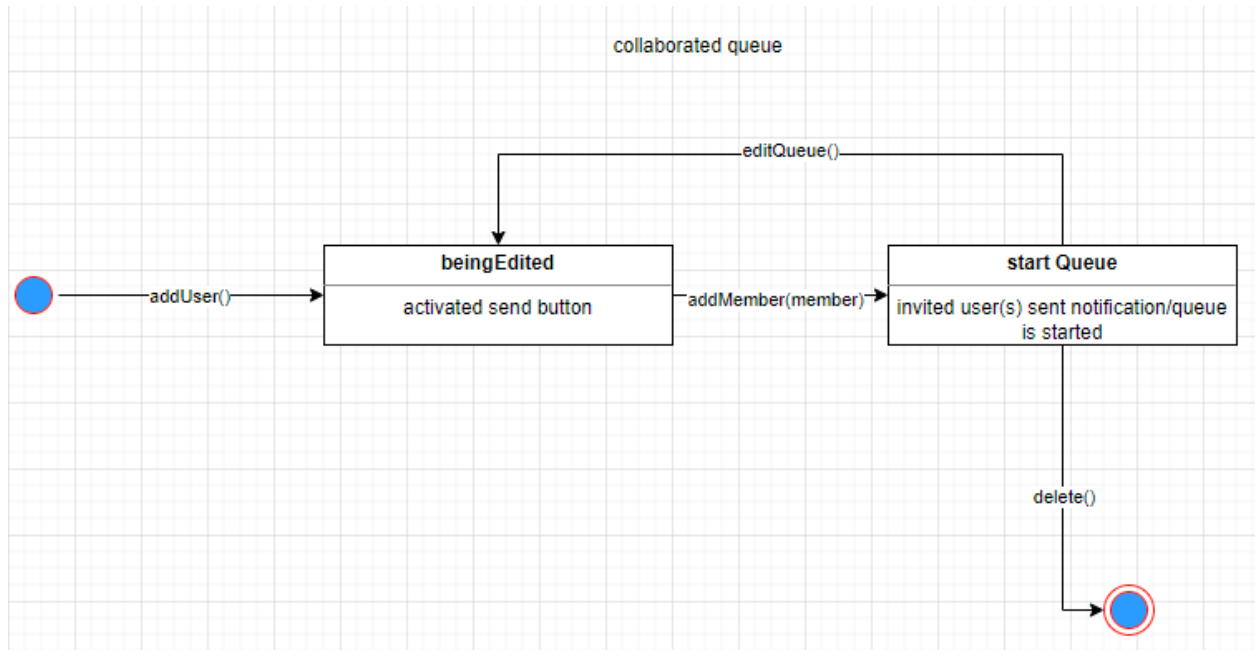 collaborated queue
editQueue()
beingEdited
start Queue
addUser()
activated send button
addMember(member)
invited user(s) sent notification/queue
is started
delete()